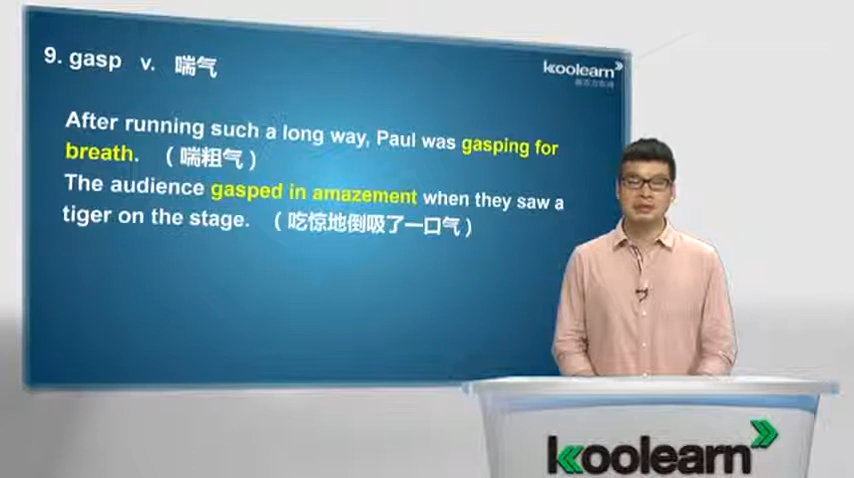 9. gasp v. 喘气
koolearn
After running such a long way, Paul was gasping for
breath. （喘粗气）
The audience gasped in amazement when they saw a
tiger on the stage. （吃惊地倒吸了一口气）
koolearn